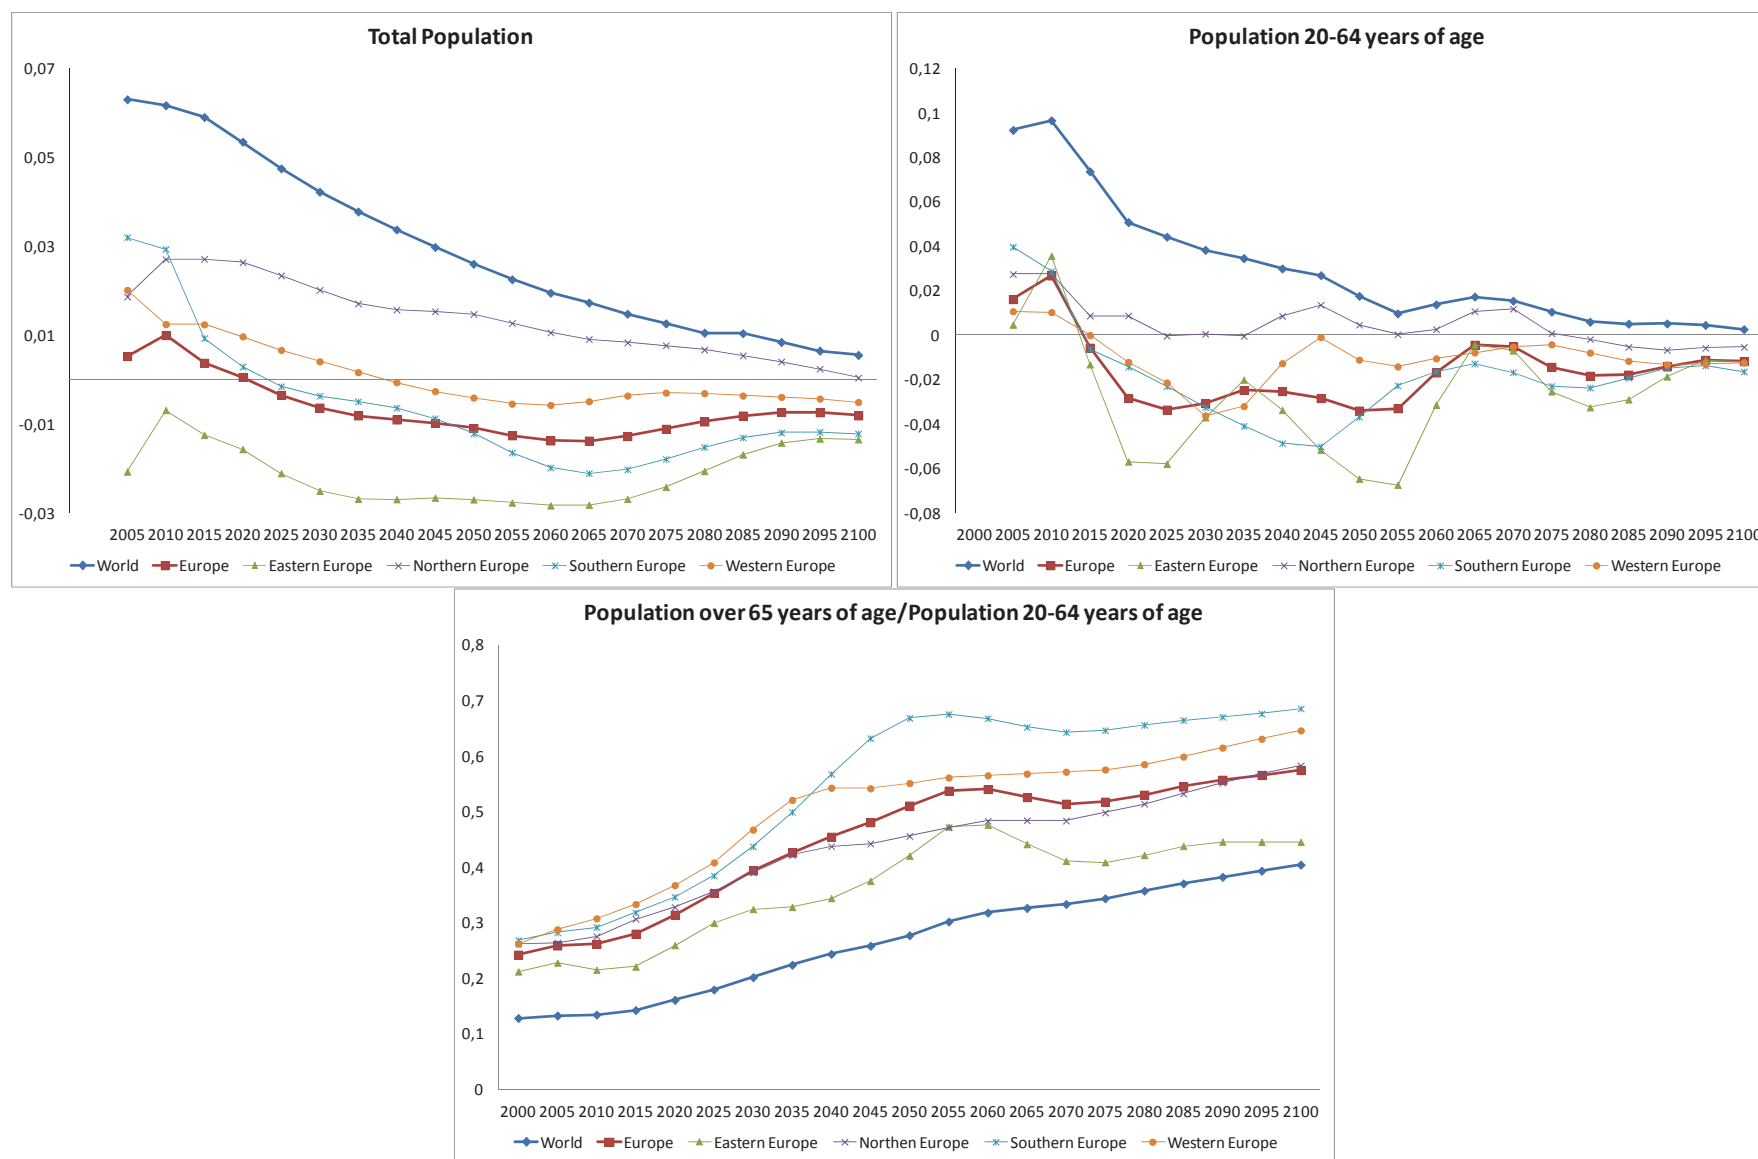 Total Population
0,07
0,05
0,03
0,01
-0,01
-0,03
2005 2010 2015 2020 2025 2030 2035 2040 2045 2050 2055 2060 2065 2070 2075 2080 2085 2090 2095 2100
World Europe Eastern Europe Northern Europe Southern Europe Western Europe
Population 20-64 years of age
0,12
0,1
0,08
0,06
0,04
0,02
0
-0,02
-0,04
-0,06
-0,08
2000 2005 2010 2015 2020 2025 2030 2035 2040 2045 2050 2055 2060 2065 2070 2075 2080 2085 2090 2095 2100
World Europe Eastern Europe Northern Europe Southern Europe Western Europe
Population over 65 years of age/Population 20-64 years of age
0,8
0,7
0,6
0,5
0,4
0,3
0,2
0,1
0
2000 2005 2010 2015 2020 2025 2030 2035 2040 2045 2050 2055 2060 2065 2070 2075 2080 2085 2090 2095 2100
World Europe Eastern Europe Northen Europe Southern Europe Western Europe